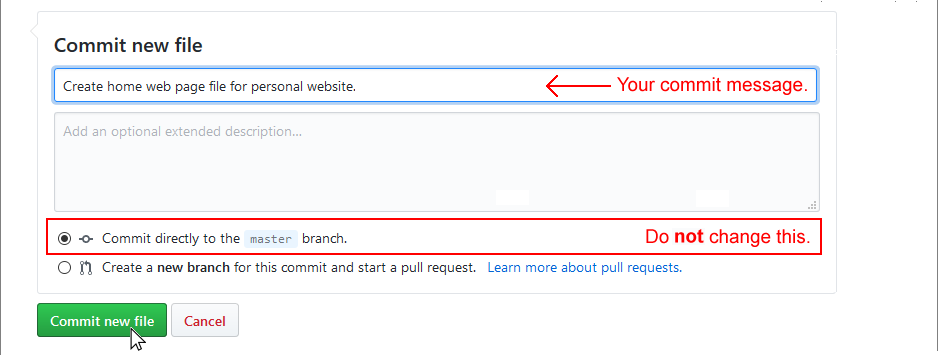 Commit new file
Create home web page file for personal website.
Your commit message.
Add an optional extended description...
Commit directly to the master branch.
Do not change this.
Create a new branch for this commit and start a pull request. Learn more about pull requests.
Commit new file
Cancel